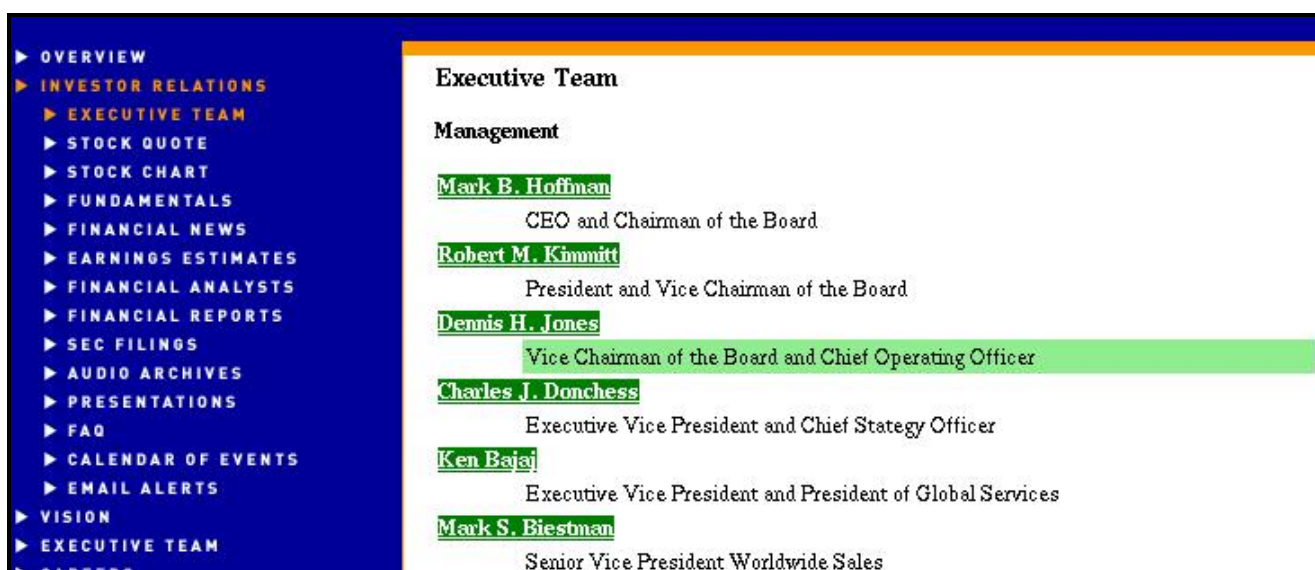 OVERVIEW
INVESTOR RELATIONS
EXECUTIVE TEAM
STOCK QUOTE
STOCK CHART
FUNDAMENTALS
FINANCIAL NEWS
EARNINGS ESTIMATES
FINANCIAL ANALYSTS
FINANCIAL REPORTS
SEC FILINGS
AUDIO ARCHIVES
PRESENTATIONS
FAQ
CALENDAR OF EVENTS
EMAIL ALERTS
VISION
EXECUTIVE TEAM
Executive Team
Management
Mark B. Hoffman
CEO and Chairman of the Board
Robert M. Kimmitt
President and Vice Chairman of the Board
Dennis H. Jones
Vice Chairman of the Board and Chief Operating Officer
Charles J. Donchess
Executive Vice President and Chief Stategy Officer
Ken Bajaj
Executive Vice President and President of Global Services
Mark S. Biestman
Senior Vice President Worldwide Sales